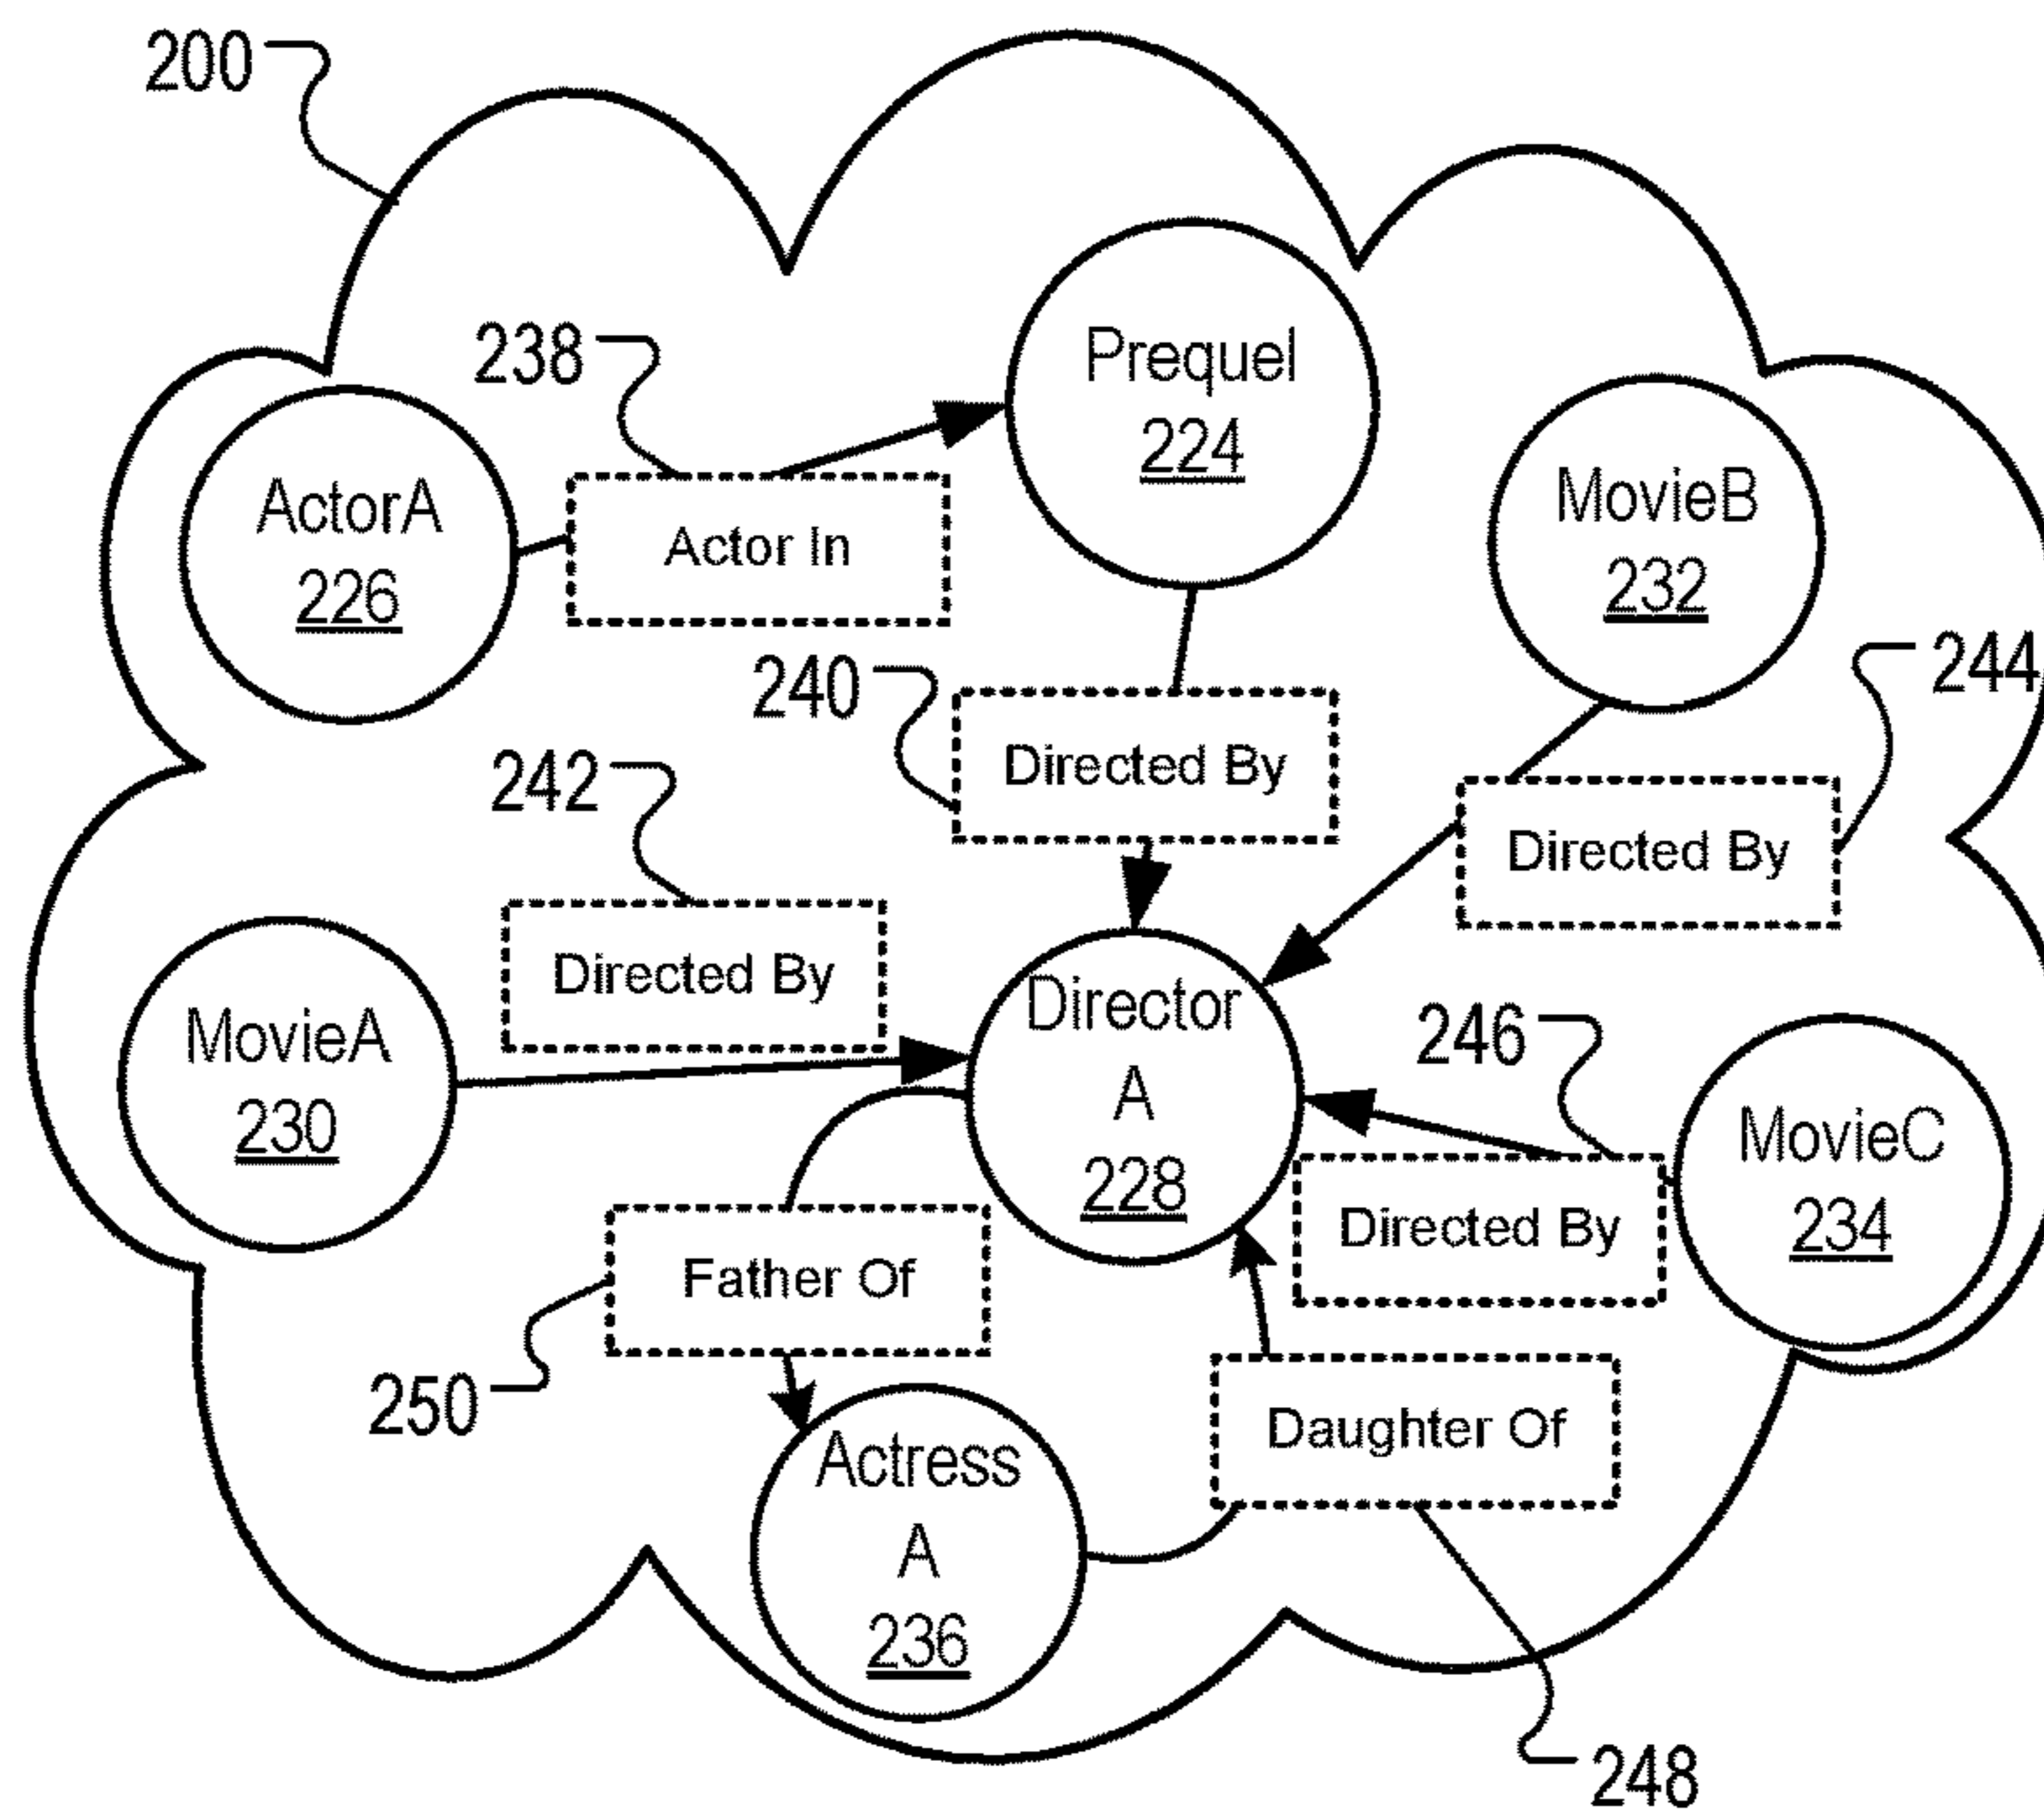 200
238
Prequel
224
ActorA
226
Actor In
MovieB
232
240
Directed By
244
242
Directed By
Directed By
MovieA
230
Director
A
228
246
Directed By
MovieC
234
Father Of
250
Daughter Of
Actress
A
236
248